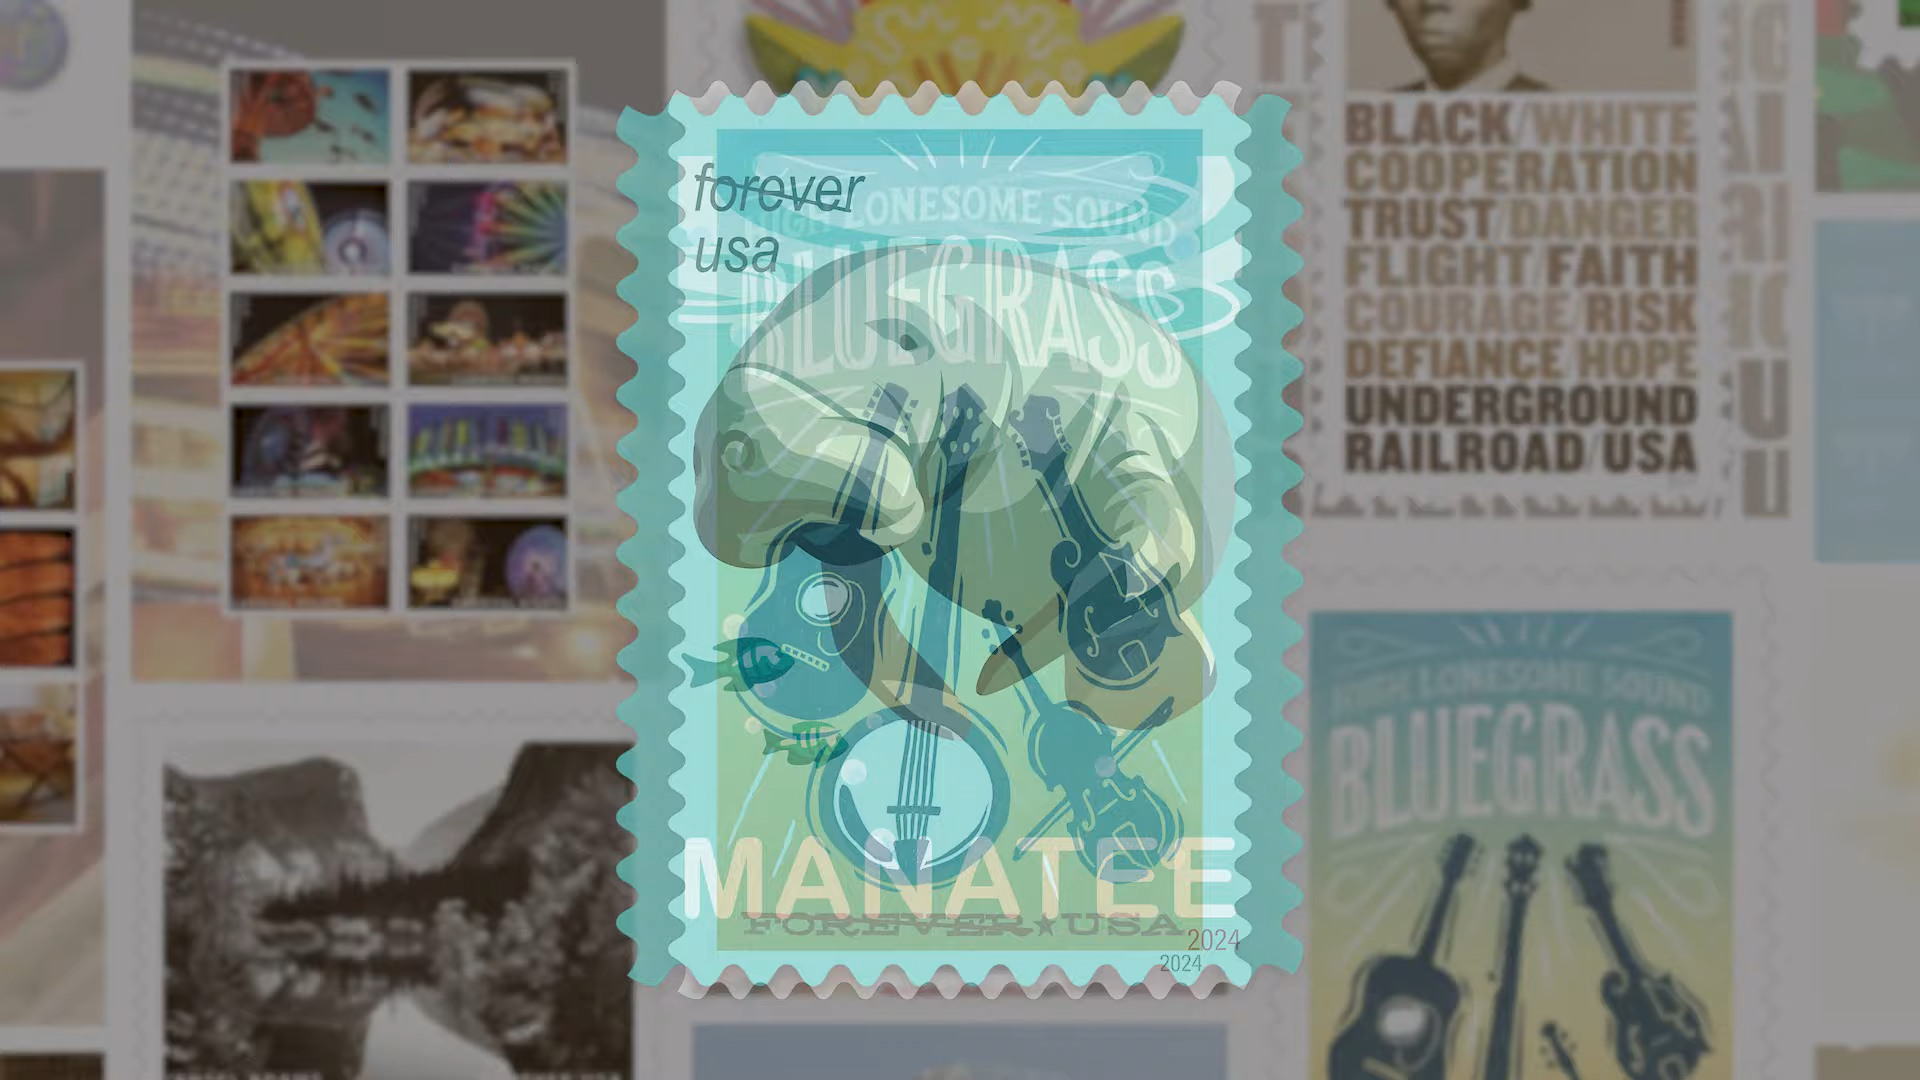 forever
usa
HIGH LONESOME SOUND
BLUEGRASS
MANATEE
FOREVER★USA
2024
2024
BLACK/WHITE
COOPERATION
TRUST/DANGER
FLIGHT/FAITH
COURAGE/RISK
DEFIANCE/HOPE
UNDERGROUND
RAILROAD/USA
HIGH LONESOME SOUND
BLUEGRASS